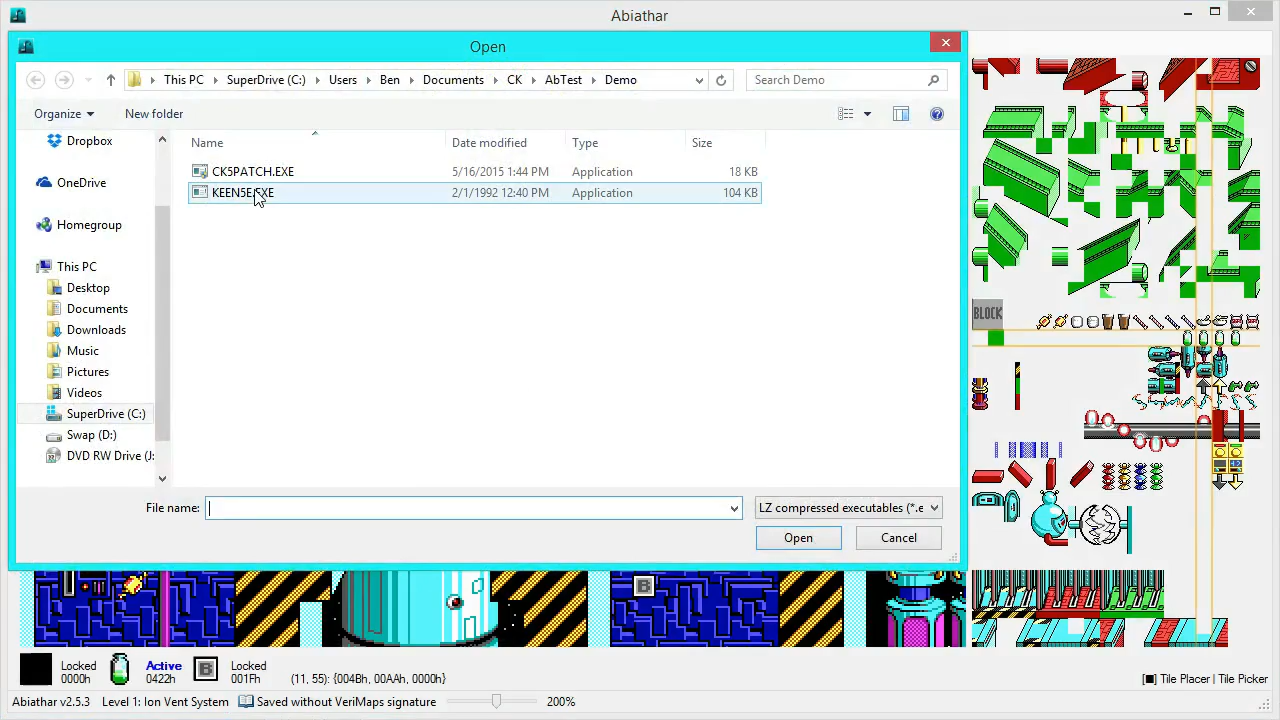 Abiathar
Open
This PC SuperDrive (C:) Users Ben Documents CK AbTest Demo
Search Demo
Organize New folder
Name Date modified Type Size
Dropbox
OneDrive
Homegroup
This PC
Desktop
Documents
Downloads
Music
Pictures
Videos
SuperDrive (C:)
Swap (D:)
DVD RW Drive (J:
CK5PATCH.EXE 5/16/2015 1:44 PM Application 18 KB
KEEN5E.EXE 2/1/1992 12:40 PM Application 104 KB
File name: LZ compressed executables (*.e
Open Cancel
BLOCK
B
Locked
0000h
Active
0422h
B
Locked
001Fh
(11, 55): {004Bh, 00AAh, 0000h}
Tile Placer | Tile Picker
Abiathar v2.5.3 Level 1: Ion Vent System Saved without VeriMaps signature 200%